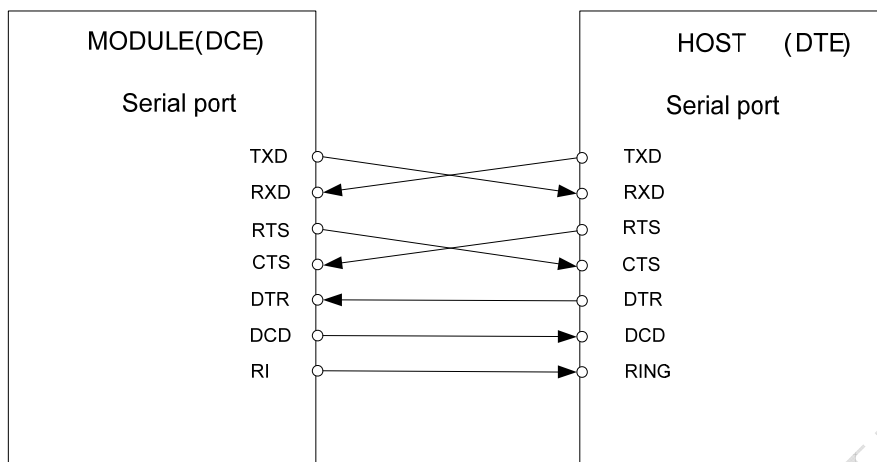 MODULE(DCE)
HOST (DTE)
Serial port
Serial port
TXD
TXD
RXD
RXD
RTS
RTS
CTS
CTS
DTR
DTR
DCD
DCD
RI
RING